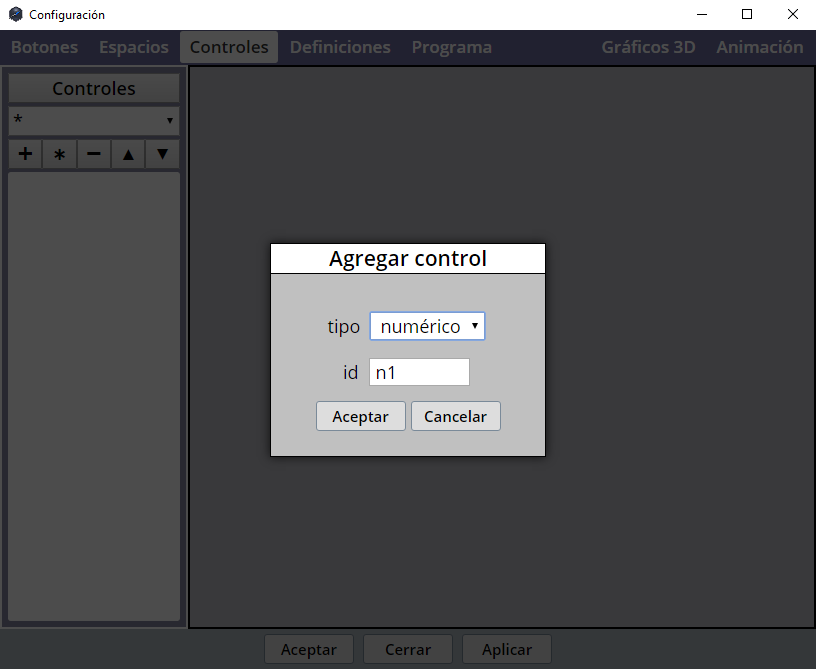 Configuración
Botones Espacios Controles Definiciones Programa Gráficos 3D Animación
Controles
*
+ * − ▲ ▼
Agregar control
tipo numérico
id n1
Aceptar Cancelar
Aceptar Cerrar Aplicar